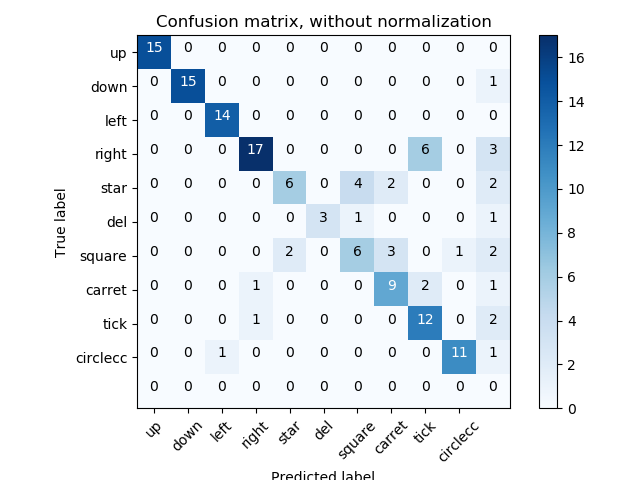 Confusion matrix, without normalization
up 15 0 0 0 0 0 0 0 0 0 0
down 0 15 0 0 0 0 0 0 0 0 1
left 0 0 14 0 0 0 0 0 0 0 0
right 0 0 0 17 0 0 0 0 6 0 3
star 0 0 0 0 6 0 4 2 0 0 2
del 0 0 0 0 0 3 1 0 0 0 1
square 0 0 0 0 2 0 6 3 0 1 2
carret 0 0 0 1 0 0 0 9 2 0 1
tick 0 0 0 1 0 0 0 0 12 0 2
circlecc 0 0 1 0 0 0 0 0 0 11 1
0 0 0 0 0 0 0 0 0 0 0
True label
up down left right star del square carret tick circlecc
Predicted label
16
14
12
10
8
6
4
2
0